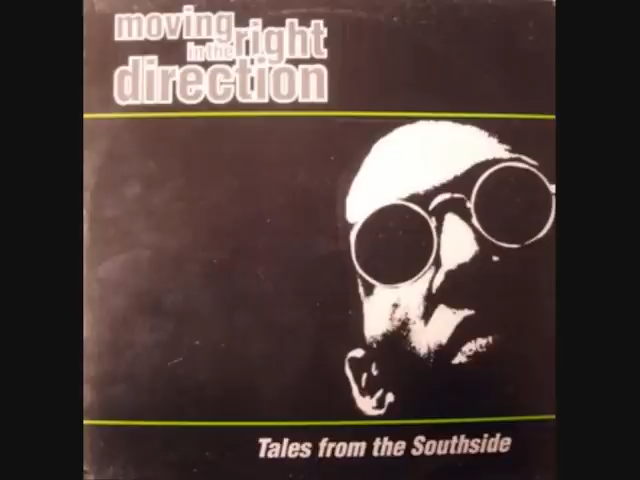 moving
in the right
direction
Tales from the Southside